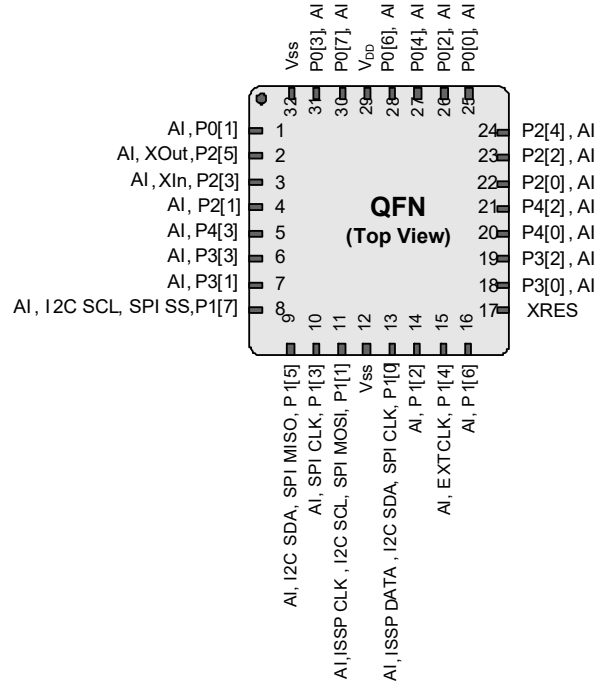 Vss
P0[3], AI
P0[7], AI
VDD
P0[6], AI
P0[4], AI
P0[2], AI
P0[0], AI
32
31
30
29
28
27
26
25
AI,P0[1]
1
AI, XOut,P2[5]
2
AI,XIn, P2[3]
3
AI, P2[1]
4
AI, P4[3]
5
AI, P3[3]
6
AI, P3[1]
7
AI, I2C SCL, SPI SS,P1[7]
8
QFN
(Top View)
24
P2[4], AI
23
P2[2], AI
22
P2[0], AI
21
P4[2], AI
20
P4[0], AI
19
P3[2], AI
18
P3[0], AI
17
XRES
9
10
11
12
13
14
15
16
AI, I2C SDA, SPI MISO, P1[5]
AI, SPI CLK, P1[3]
AI,ISSP CLK, I2C SCL, SPI MOSI, P1[1]
Vss
AI,ISSP DATA, I2C SDA, SPI CLK, P1[0]
AI, P1[2]
AI, EXTCLK, P1[4]
AI, P1[6]